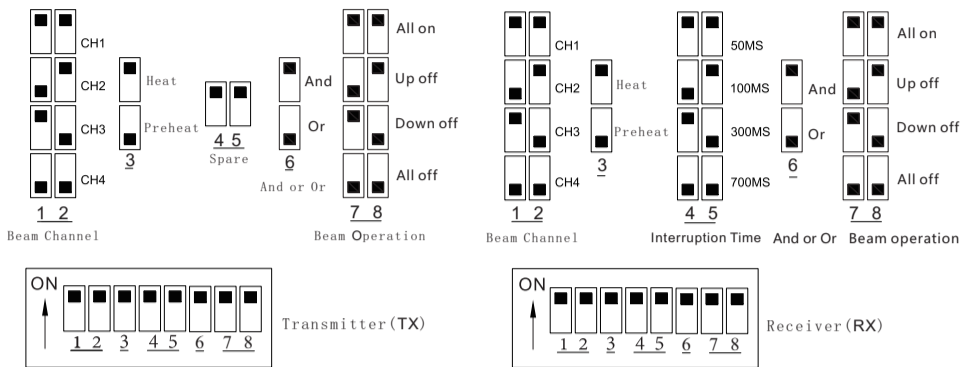 CH1
CH2
CH3
CH4
1 2
Beam Channel
Heat
Preheat
3
4 5
Spare
And
Or
6
And or Or
All on
Up off
Down off
All off
7 8
Beam Operation
ON
1 2 3 4 5 6 7 8
Transmitter(TX)
CH1
CH2
CH3
CH4
1 2
Beam Channel
Heat
Preheat
3
50MS
100MS
300MS
700MS
4 5
Interruption Time
And
Or
6
And or Or
All on
Up off
Down off
All off
7 8
Beam operation
ON
1 2 3 4 5 6 7 8
Receiver(RX)